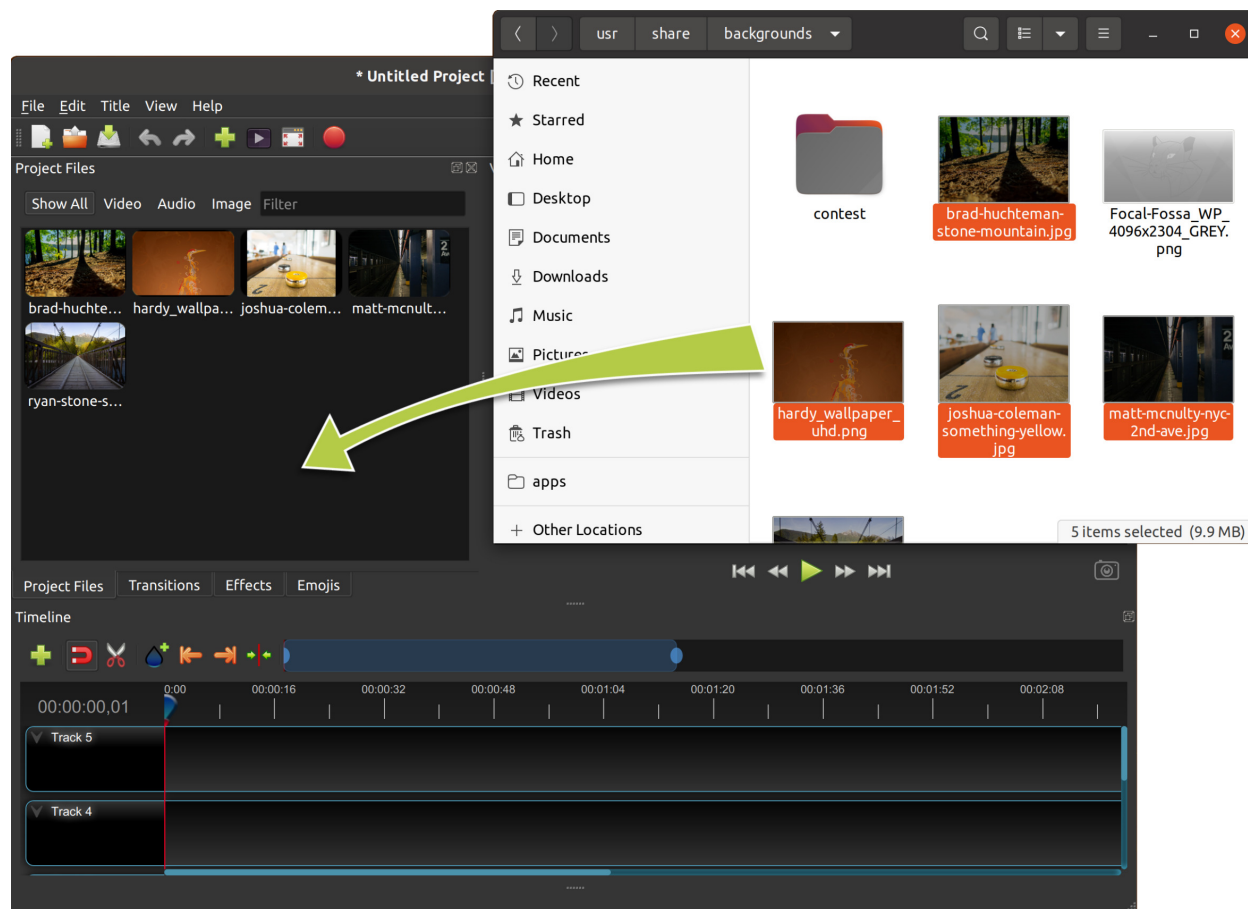 usr share backgrounds
* Untitled Project [
File Edit Title View Help
Project Files
Show All Video Audio Image Filter
brad-huchte... hardy_wallpa... joshua-colem... matt-mcnult...
ryan-stone-s...
Recent
Starred
Home
Desktop
Documents
Downloads
Music
Pictures
Videos
Trash
apps
+ Other Locations
contest
brad-huchteman-
stone-mountain.jpg
Focal-Fossa_WP_
4096x2304_GREY.
png
hardy_wallpaper_
uhd.png
joshua-coleman-
something-yellow.
jpg
matt-mcnulty-nyc-
2nd-ave.jpg
5 items selected (9.9 MB)
Project Files Transitions Effects Emojis
Timeline
00:00:00,01
0:00 00:00:16 00:00:32 00:00:48 00:01:04 00:01:20 00:01:36 00:01:52 00:02:08
Track 5
Track 4